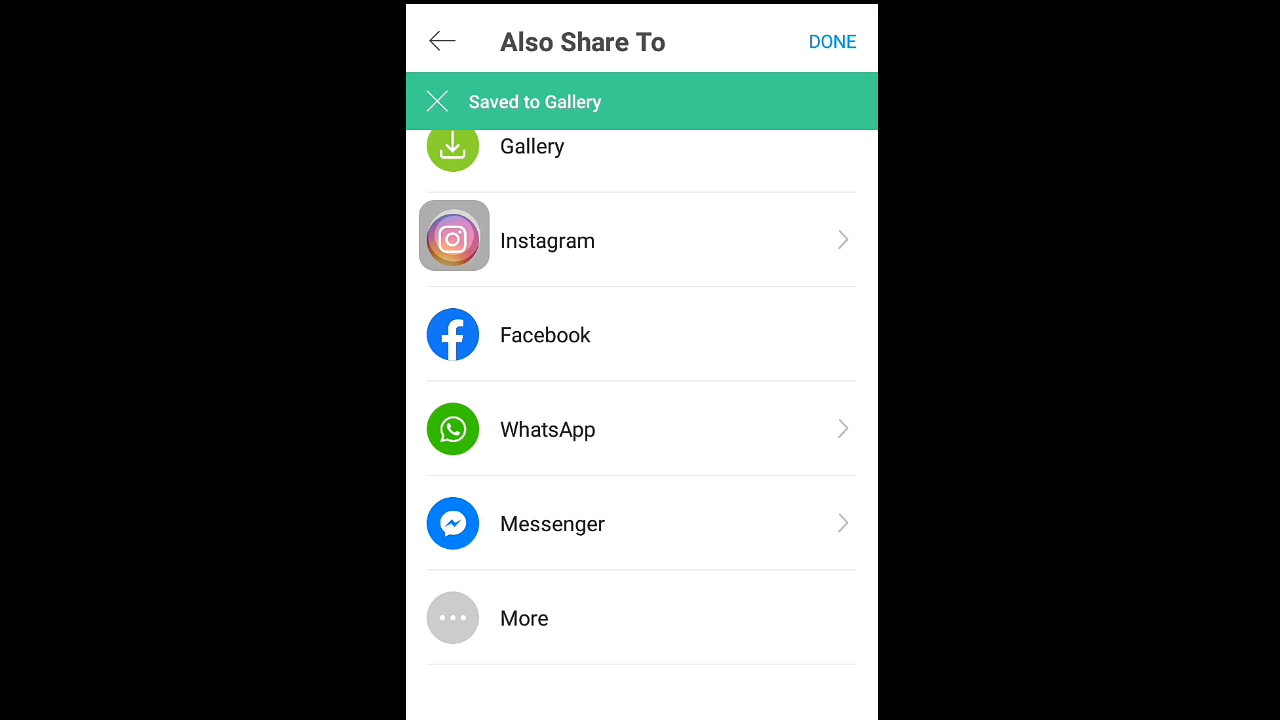 Also Share To
DONE
Saved to Gallery
Gallery
Instagram
Facebook
WhatsApp
Messenger
More